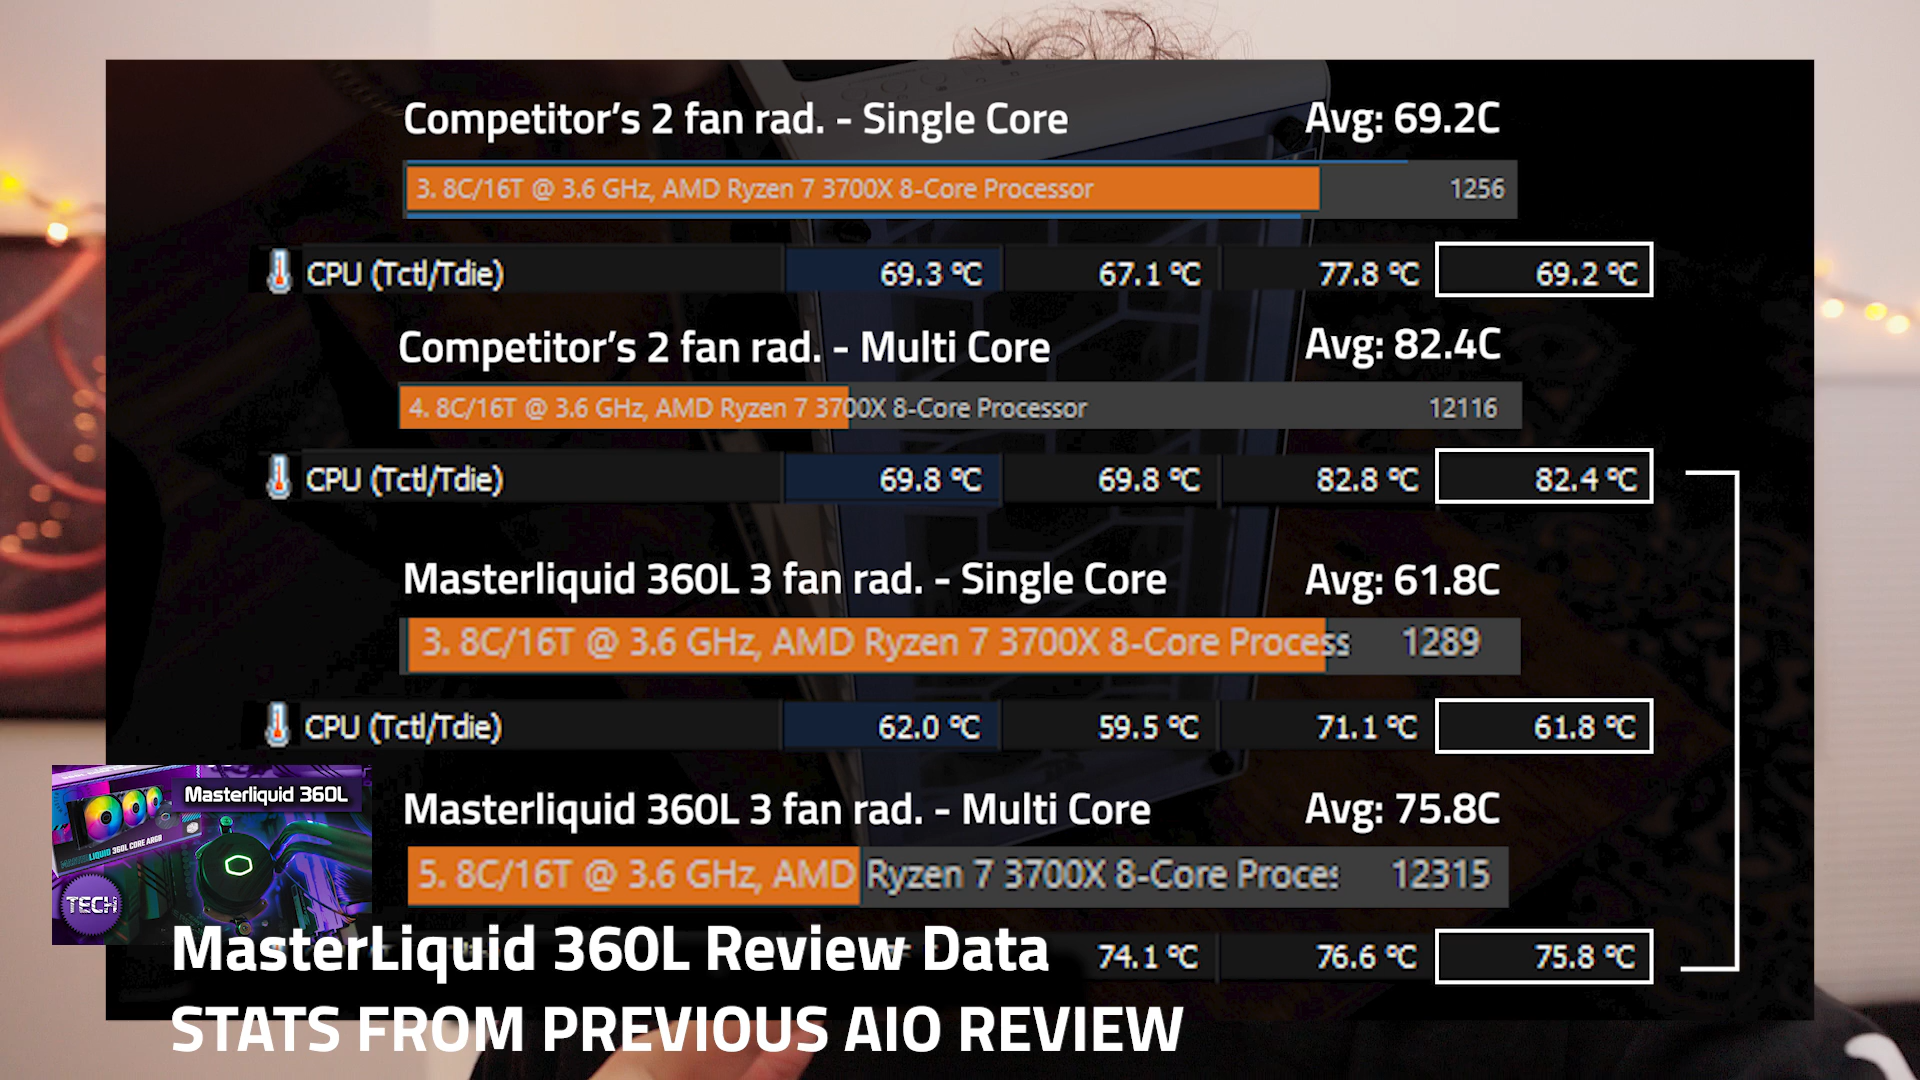 Competitor's 2 fan rad. - Single Core Avg: 69.2C
3. 8C/16T @ 3.6 GHz, AMD Ryzen 7 3700X 8-Core Processor 1256
CPU (Tctl/Tdie) 69.3 ℃ 67.1 ℃ 77.8 ℃ 69.2 ℃
Competitor's 2 fan rad. - Multi Core Avg: 82.4C
4. 8C/16T @ 3.6 GHz, AMD Ryzen 7 3700X 8-Core Processor 12116
CPU (Tctl/Tdie) 69.8 ℃ 69.8 ℃ 82.8 ℃ 82.4 ℃
Masterliquid 360L 3 fan rad. - Single Core Avg: 61.8C
3. 8C/16T @ 3.6 GHz, AMD Ryzen 7 3700X 8-Core Process 1289
CPU (Tctl/Tdie) 62.0 ℃ 59.5 ℃ 71.1 ℃ 61.8 ℃
Masterliquid 360L
LIQUID 360L CORE ARGB
TECH
Masterliquid 360L 3 fan rad. - Multi Core Avg: 75.8C
5. 8C/16T @ 3.6 GHz, AMD Ryzen 7 3700X 8-Core Proces 12315
74.1 ℃ 76.6 ℃ 75.8 ℃
MasterLiquid 360L Review Data
STATS FROM PREVIOUS AIO REVIEW